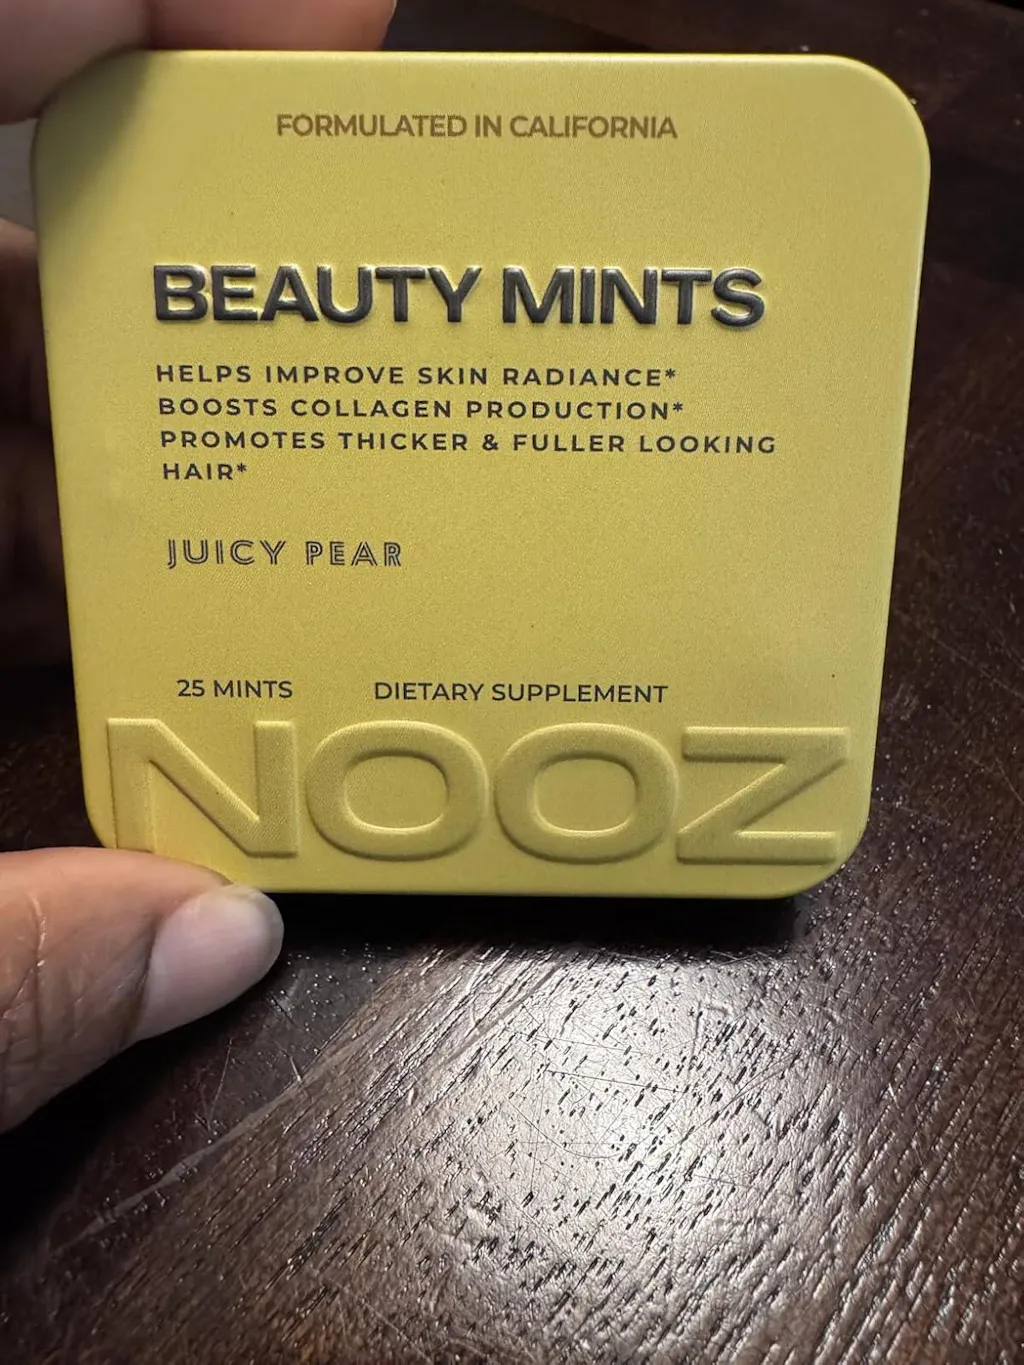 FORMULATED IN CALIFORNIA
BEAUTY MINTS
HELPS IMPROVE SKIN RADIANCE*
BOOSTS COLLAGEN PRODUCTION*
PROMOTES THICKER & FULLER LOOKING
HAIR*
JUICY PEAR
25 MINTS DIETARY SUPPLEMENT
NOOZ